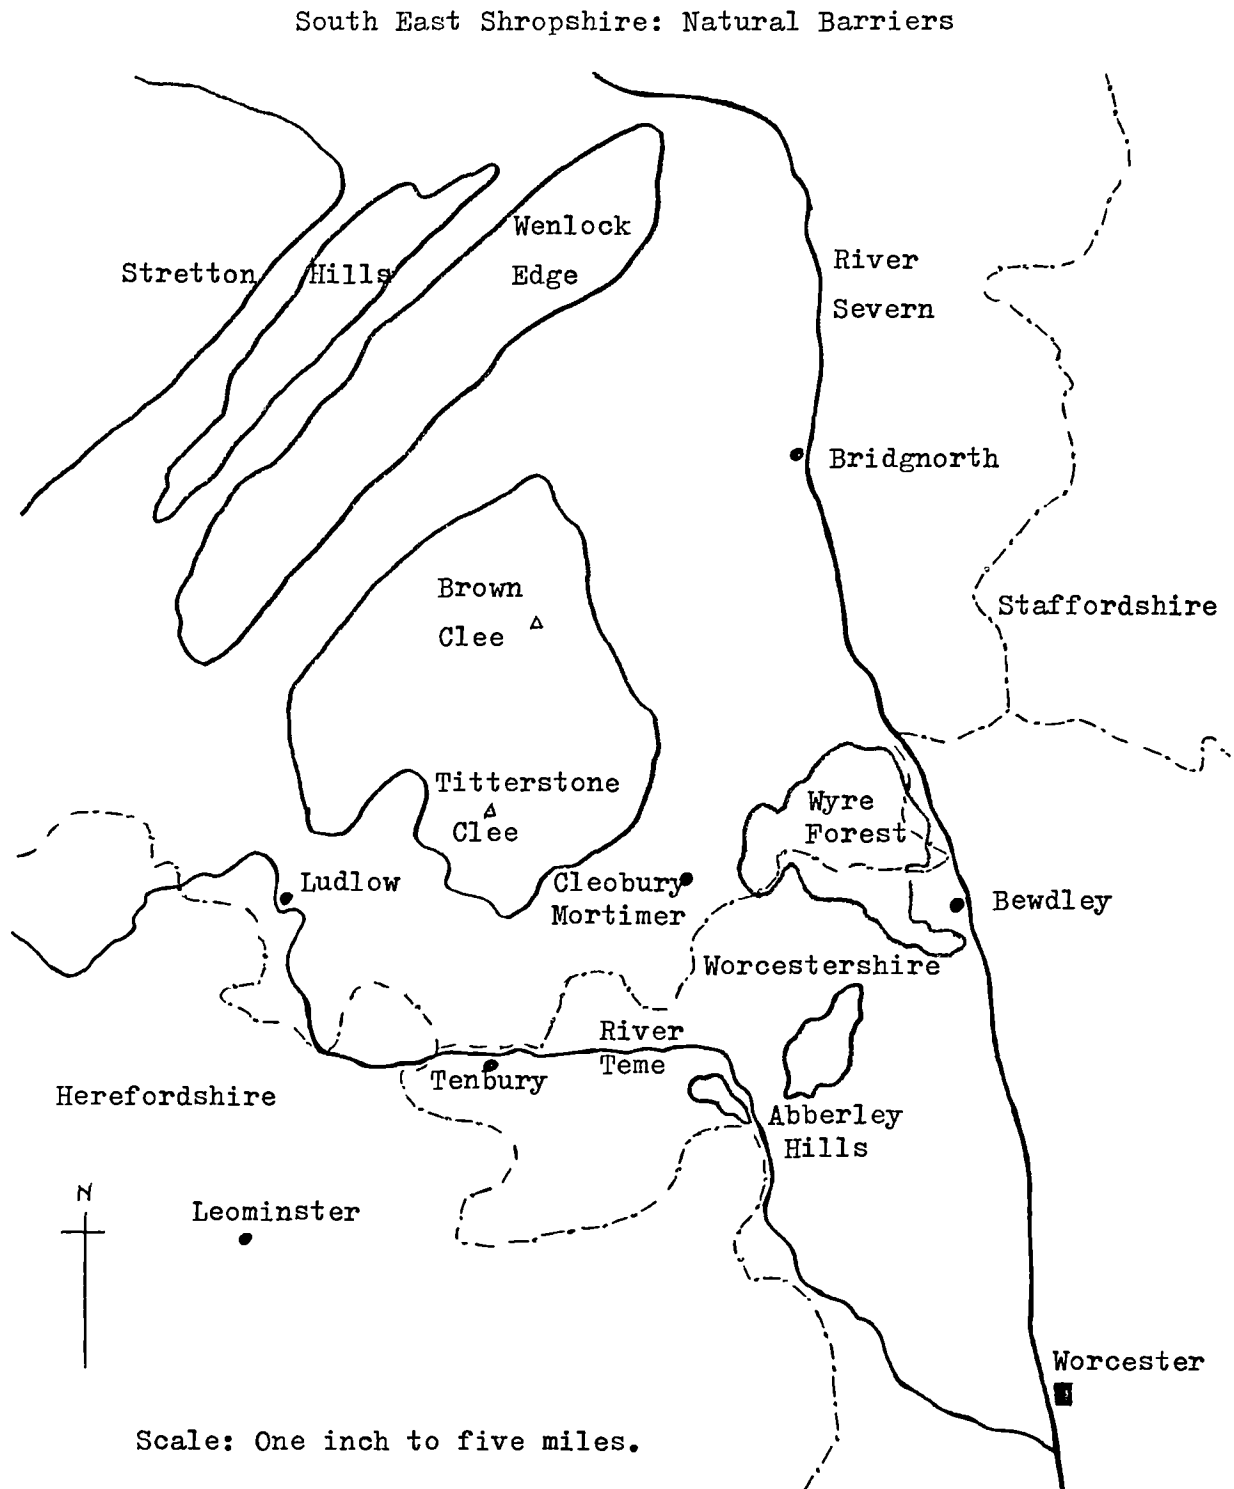 South East Shropshire: Natural Barriers
Wenlock
Edge
Stretton Hills
River
Severn
Bridgnorth
Brown
Clee
Staffordshire
Titterstone
Clee
Wyre
Forest
Ludlow
Cleobury
Mortimer
Bewdley
Worcestershire
River
Teme
Tenbury
Herefordshire
Abberley
Hills
N
Leominster
Worcester
Scale: One inch to five miles.